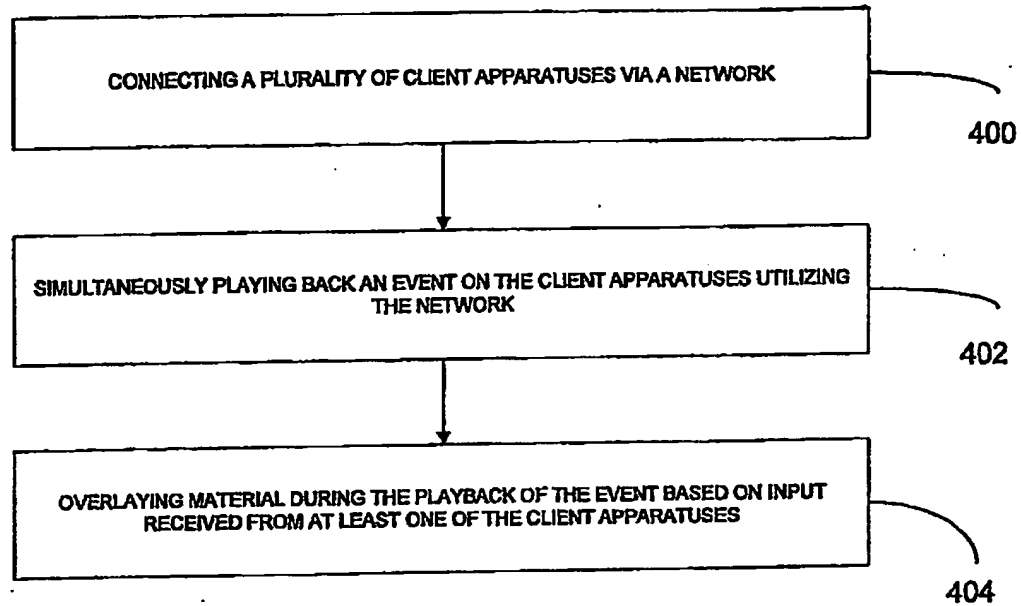 CONNECTING A PLURALITY OF CLIENT APPARATUSES VIA A NETWORK
400
SIMULTANEOUSLY PLAYING BACK AN EVENT ON THE CLIENT APPARATUSES UTILIZING
THE NETWORK
402
OVERLAYING MATERIAL DURING THE PLAYBACK OF THE EVENT BASED ON INPUT
RECEIVED FROM AT LEAST ONE OF THE CLIENT APPARATUSES
404